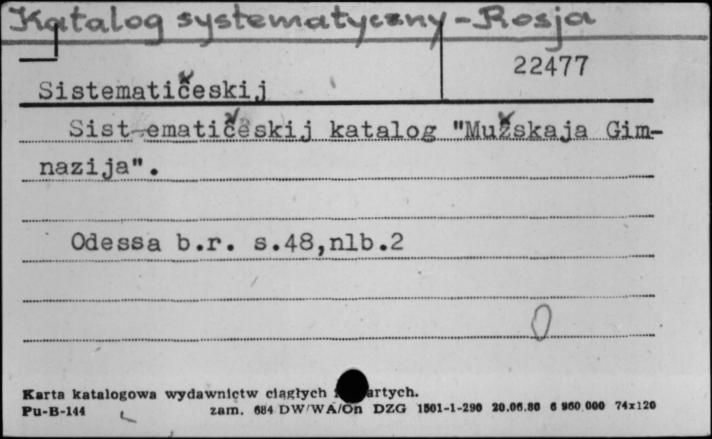 Katalog systematyczny - Rosja
22477
Sistematičeskij
Sist-ematičeskij katalog "Mužskaja Gim-
nazija".
Odessa b.r. s.48,nlb.2
0
Karta katalogowa wydawnictw ciągłych artych.
Pu-B-144 zam. 684 DW/WA/On DZG 1501-1-290 20.06.80 6 960.000 74x120